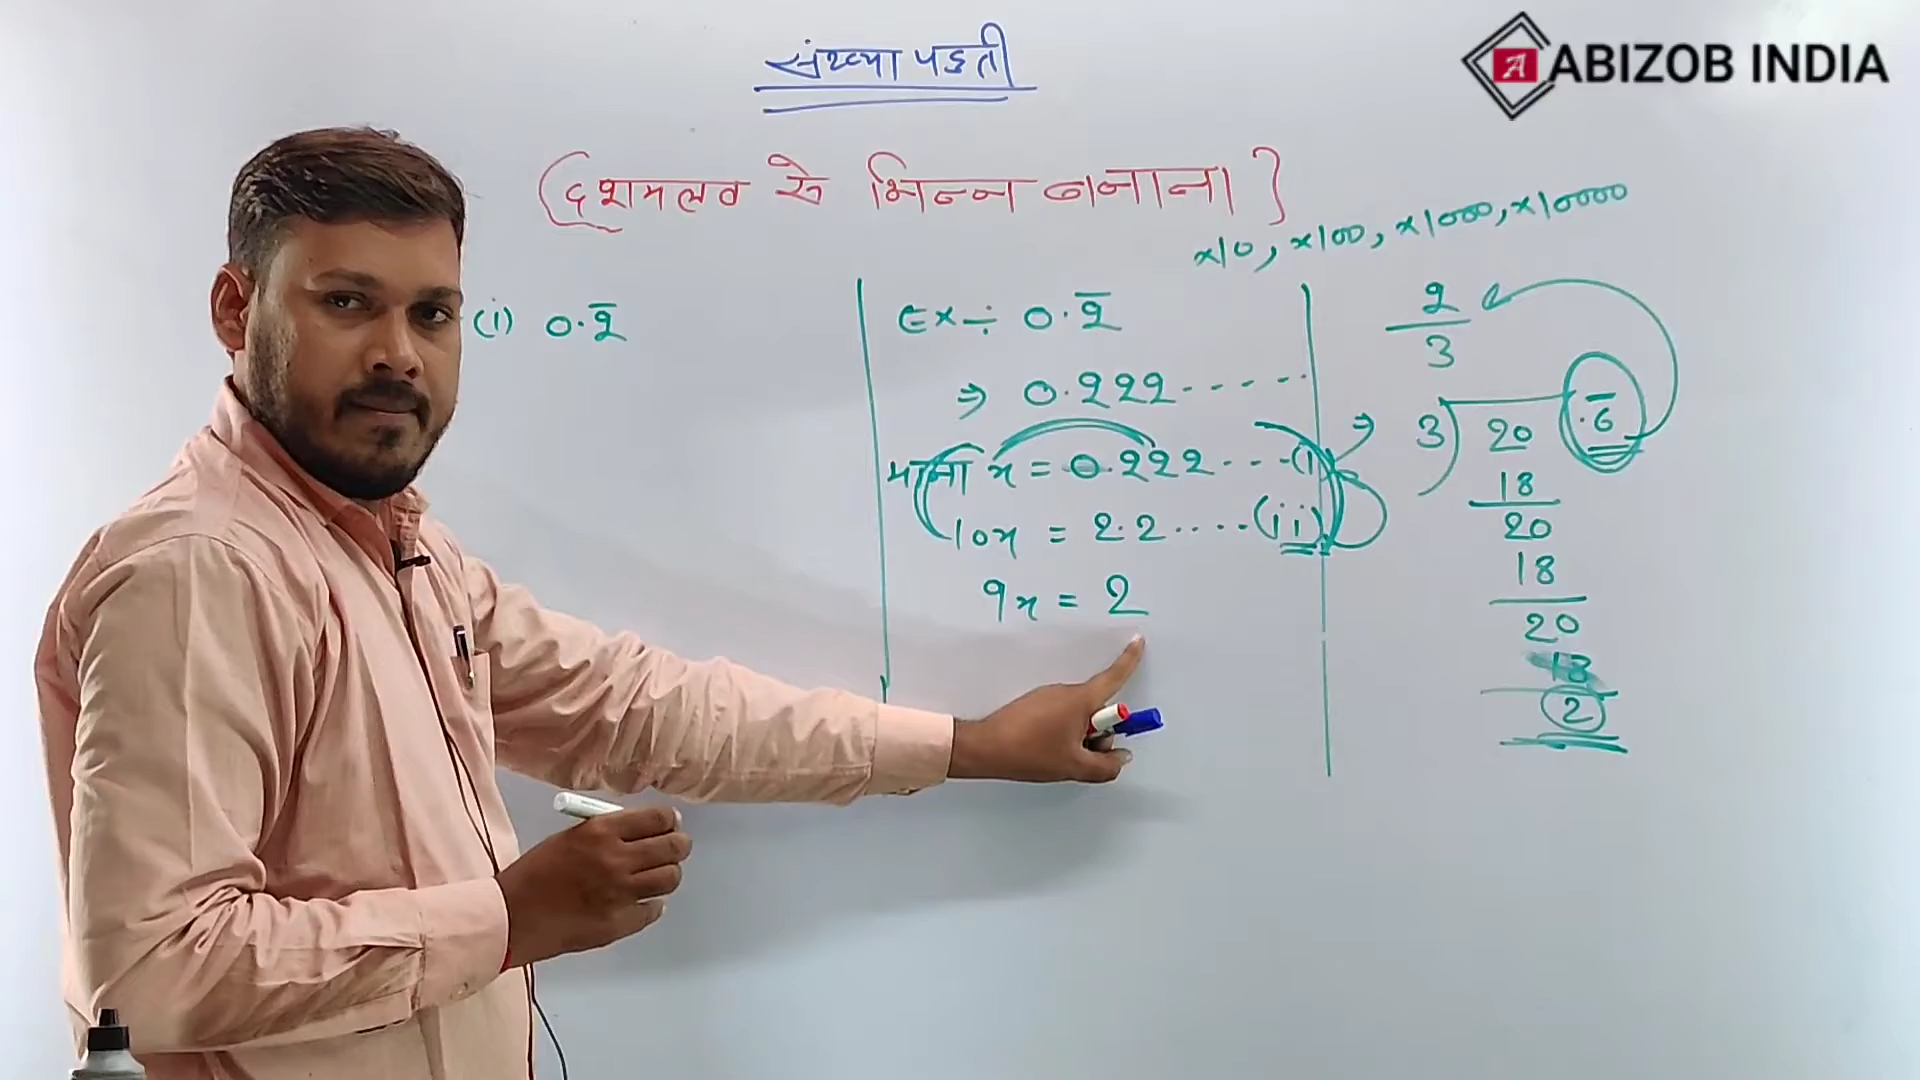 ABIZOB INDIA
संख्या पद्धती
(दशमलव से भिन्न बनाना}
×10, ×100, ×1000, ×10000
(i) 0.2̅
Ex÷ 0.2̅
⇒ 0.222-----
माना x = 0.222---(i)
10x = 2.2....(ii)
9x = 2
2
3
3) 20 .6̅
18
20
18
20
18
2